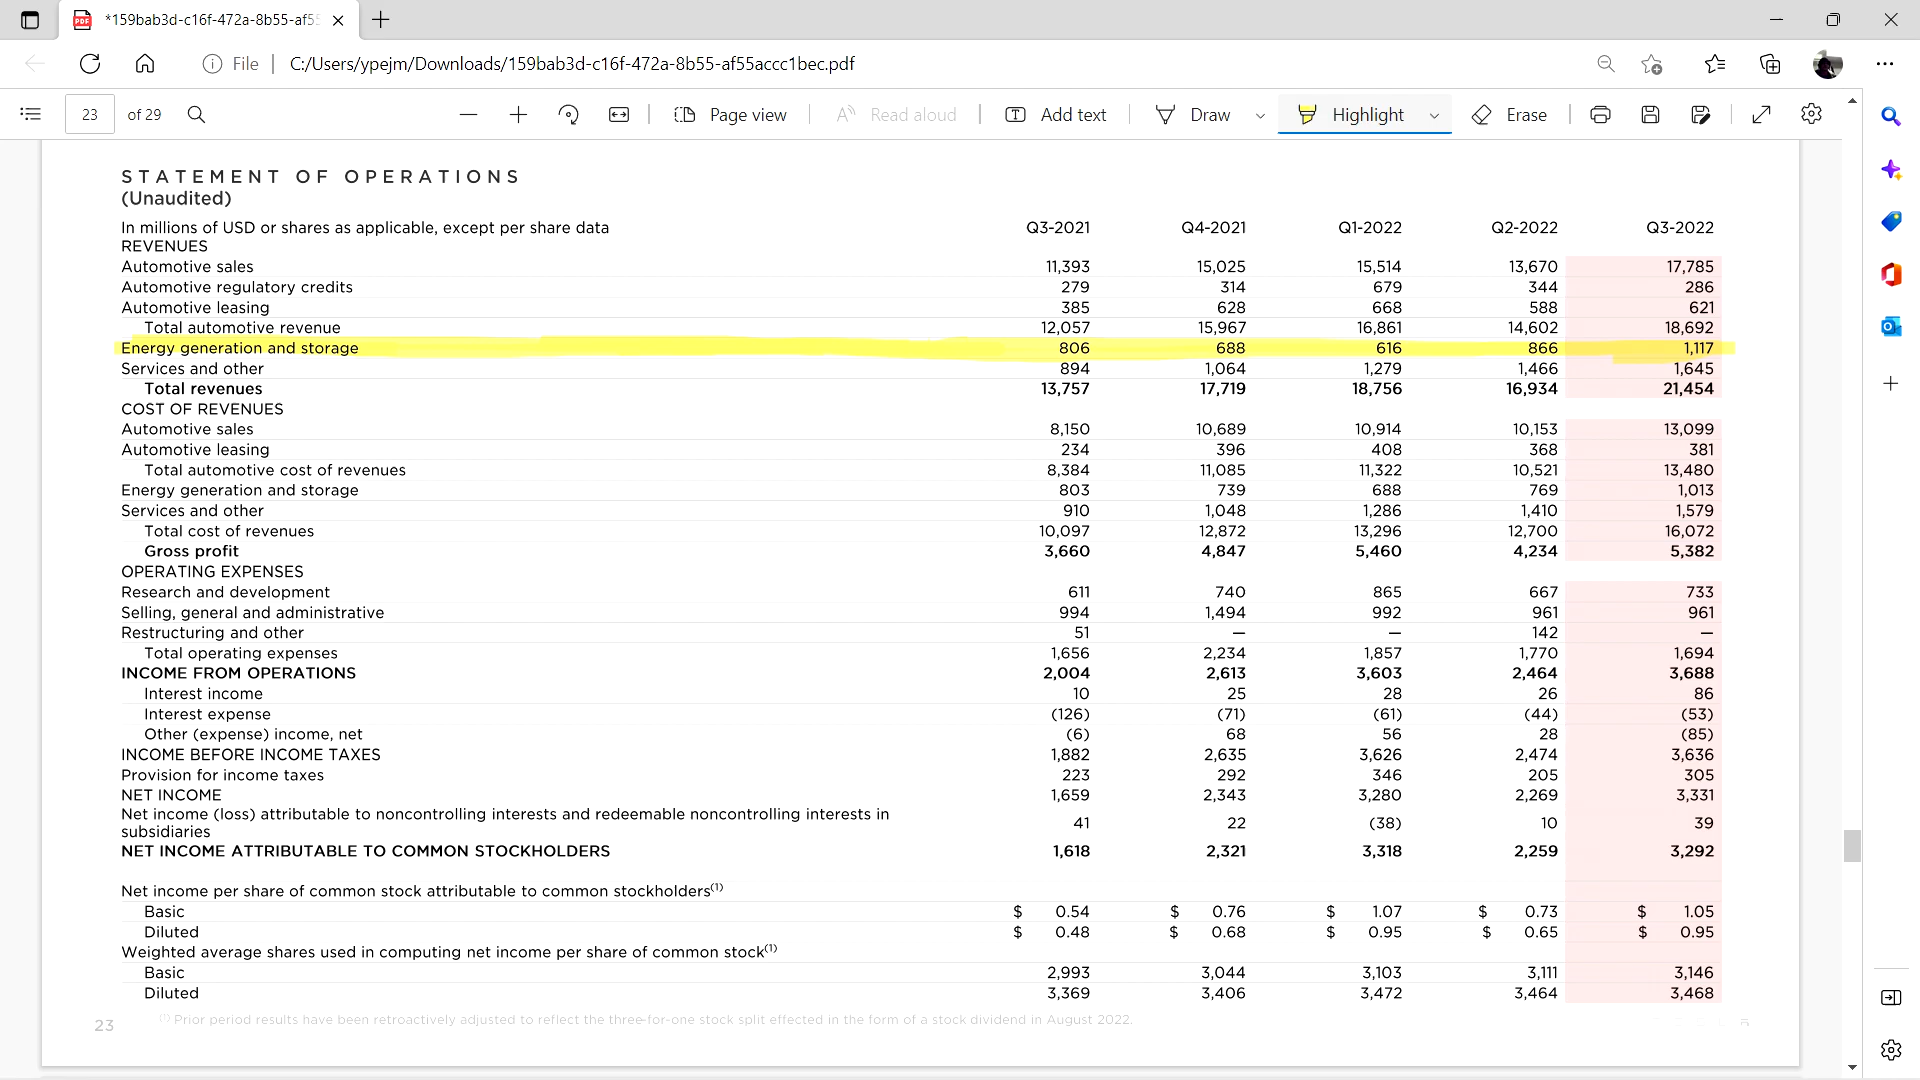 *159bab3d-c16f-472a-8b55-af55
File C:/Users/ypejm/Downloads/159bab3d-c16f-472a-8b55-af55accc1bec.pdf
23 of 29 Page view Read aloud Add text Draw Highlight Erase
STATEMENT OF OPERATIONS
(Unaudited)
In millions of USD or shares as applicable, except per share data Q3-2021 Q4-2021 Q1-2022 Q2-2022 Q3-2022
REVENUES
Automotive sales 11,393 15,025 15,514 13,670 17,785
Automotive regulatory credits 279 314 679 344 286
Automotive leasing 385 628 668 588 621
Total automotive revenue 12,057 15,967 16,861 14,602 18,692
Energy generation and storage 806 688 616 866 1,117
Services and other 894 1,064 1,279 1,466 1,645
Total revenues 13,757 17,719 18,756 16,934 21,454
COST OF REVENUES
Automotive sales 8,150 10,689 10,914 10,153 13,099
Automotive leasing 234 396 408 368 381
Total automotive cost of revenues 8,384 11,085 11,322 10,521 13,480
Energy generation and storage 803 739 688 769 1,013
Services and other 910 1,048 1,286 1,410 1,579
Total cost of revenues 10,097 12,872 13,296 12,700 16,072
Gross profit 3,660 4,847 5,460 4,234 5,382
OPERATING EXPENSES
Research and development 611 740 865 667 733
Selling, general and administrative 994 1,494 992 961 961
Restructuring and other 51 — — 142 —
Total operating expenses 1,656 2,234 1,857 1,770 1,694
INCOME FROM OPERATIONS 2,004 2,613 3,603 2,464 3,688
Interest income 10 25 28 26 86
Interest expense (126) (71) (61) (44) (53)
Other (expense) income, net (6) 68 56 28 (85)
INCOME BEFORE INCOME TAXES 1,882 2,635 3,626 2,474 3,636
Provision for income taxes 223 292 346 205 305
NET INCOME 1,659 2,343 3,280 2,269 3,331
Net income (loss) attributable to noncontrolling interests and redeemable noncontrolling interests in
subsidiaries 41 22 (38) 10 39
NET INCOME ATTRIBUTABLE TO COMMON STOCKHOLDERS 1,618 2,321 3,318 2,259 3,292
Net income per share of common stock attributable to common stockholders(1)
Basic $ 0.54 $ 0.76 $ 1.07 $ 0.73 $ 1.05
Diluted $ 0.48 $ 0.68 $ 0.95 $ 0.65 $ 0.95
Weighted average shares used in computing net income per share of common stock(1)
Basic 2,993 3,044 3,103 3,111 3,146
Diluted 3,369 3,406 3,472 3,464 3,468
23 (1) Prior period results have been retroactively adjusted to reflect the three-for-one stock split effected in the form of a stock dividend in August 2022.